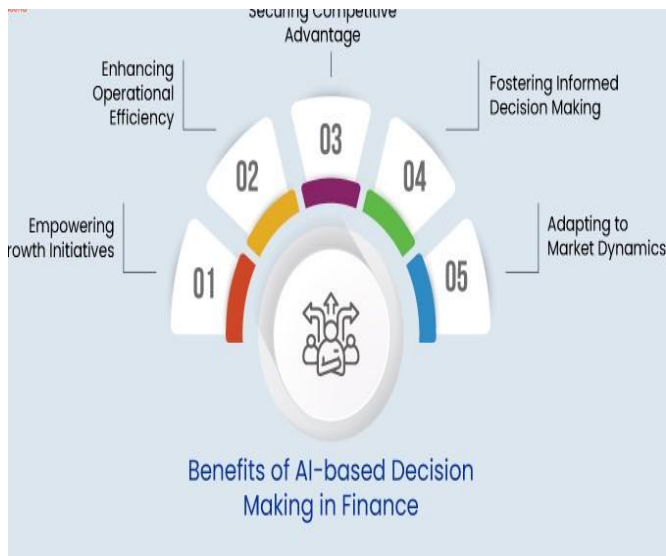 Securing Competitive
Advantage
Enhancing
Operational
Efficiency
Fostering Informed
Decision Making
Empowering
rowth Initiatives
Adapting to
Market Dynamics
01
02
03
04
05
Benefits of AI-based Decision
Making in Finance